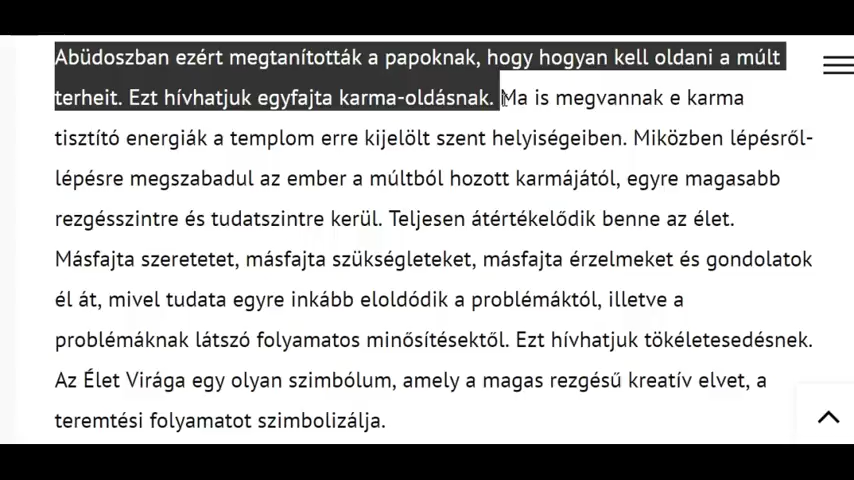 Abüdoszban ezért megtanították a papoknak, hogy hogyan kell oldani a múlt
terheit. Ezt hívhatjuk egyfajta karma-oldásnak. Ma is megvannak e karma
tisztító energiák a templom erre kijelölt szent helyiségeiben. Miközben lépésről-
lépésre megszabadul az ember a múltból hozott karmájától, egyre magasabb
rezgésszintre és tudatszintre kerül. Teljesen átértékelődik benne az élet.
Másfajta szeretetet, másfajta szükségleteket, másfajta érzelmeket és gondolatok
él át, mivel tudata egyre inkább eloldódik a problémáktól, illetve a
problémáknak látszó folyamatos minősítésektől. Ezt hívhatjuk tökéletesedésnek.
Az Élet Virága egy olyan szimbólum, amely a magas rezgésű kreatív elvet, a
teremtési folyamatot szimbolizálja.